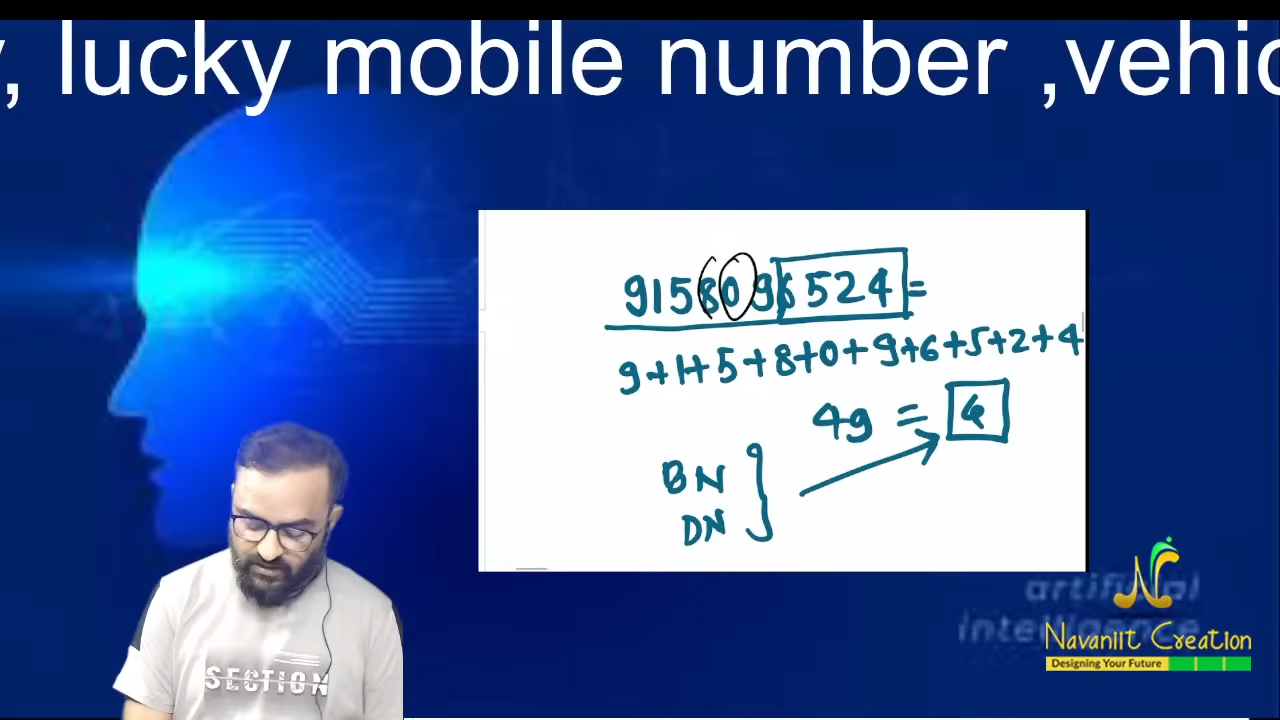 , lucky mobile number ,vehic
9158096524=
9+1+5+8+0+9+6+5+2+4
49 = 4
BN
DN
SECTION
artificial
intelligence
Navaniit Creation
Designing Your Future